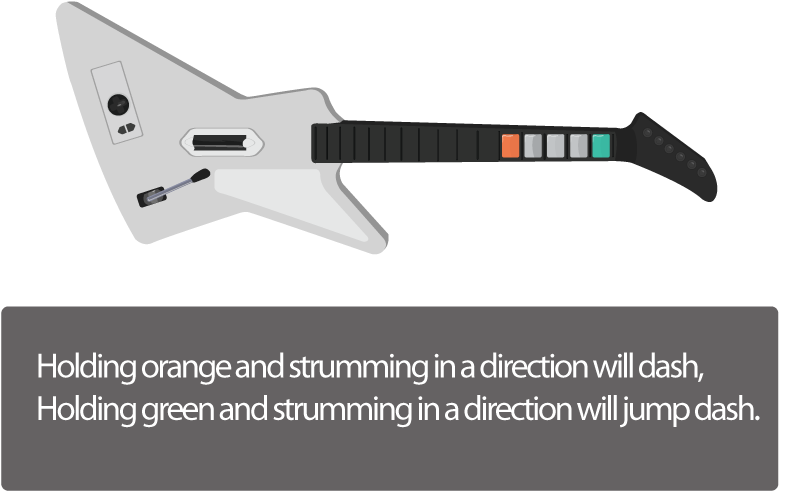 Holding orange and strumming in a direction will dash,
Holding green and strumming in a direction will jump dash.